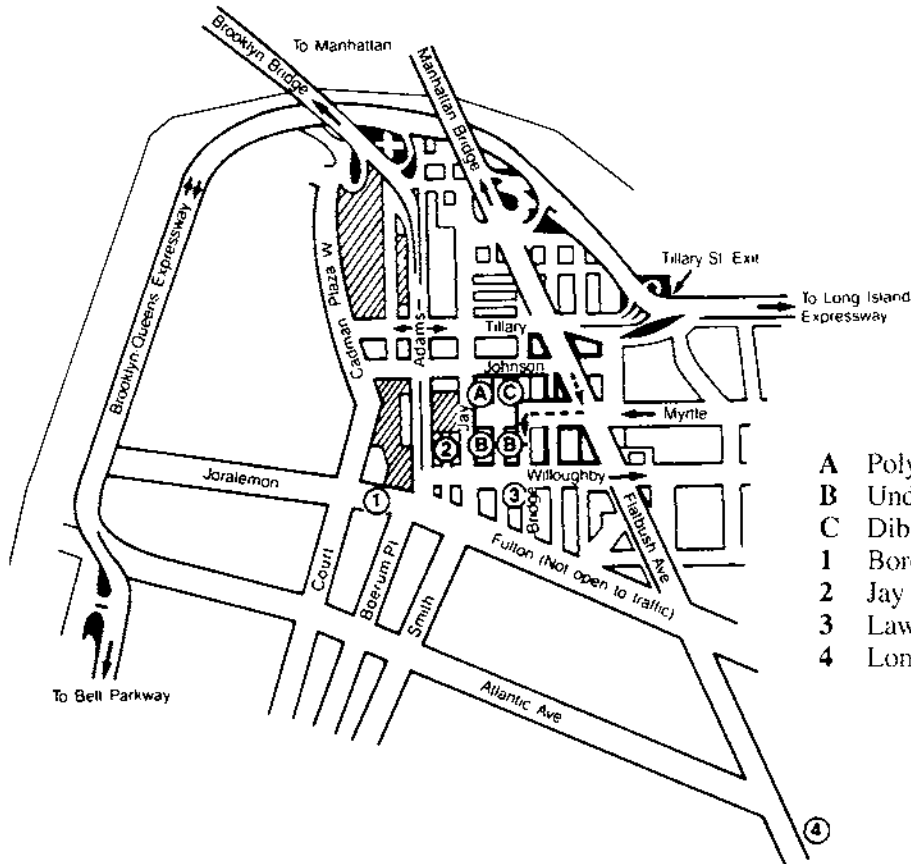 Brooklyn Bridge
To Manhattan
Manhattan Bridge
Brooklyn-Queens Expressway
Cadman Plaza W
Adams
Tillary St. Exit
To Long Island
Expressway
Tillary
Johnson
A
C
Jay
Myrtle
2
B
B
Joralemon
Willoughby
1
3
Bridge
Flatbush Ave
Fulton (Not open to traffic)
Court
Boerum Pl
Smith
To Bell Parkway
Atlantic Ave
4
A Poly
B Und
C Dib
1 Bor
2 Jay
3 Law
4 Lon